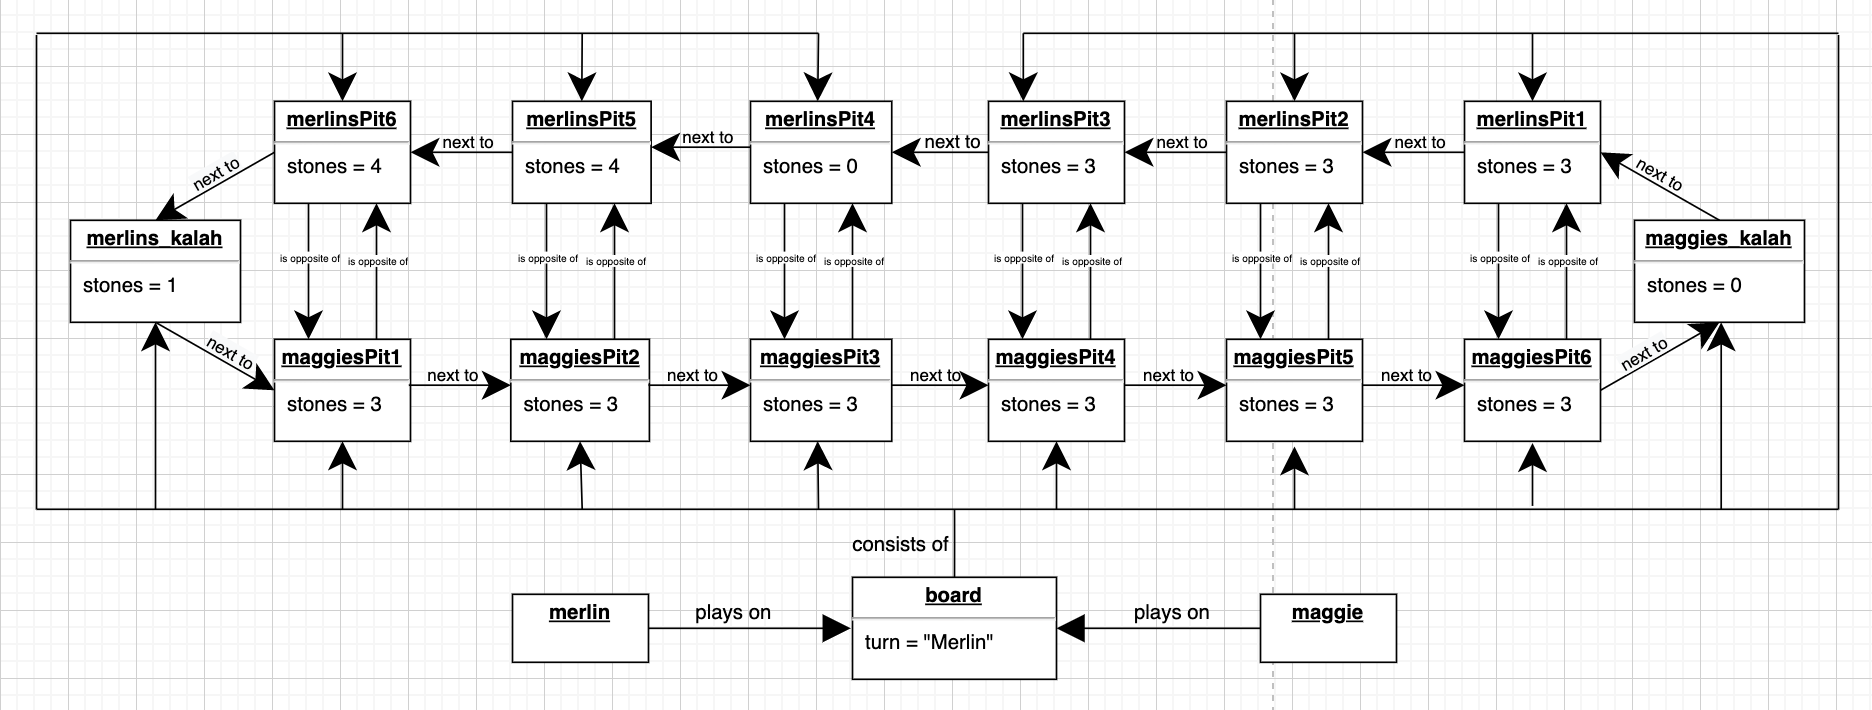 merlinsPit6
stones = 4
merlinsPit5
stones = 4
merlinsPit4
stones = 0
merlinsPit3
stones = 3
merlinsPit2
stones = 3
merlinsPit1
stones = 3
next to
next to
next to
next to
next to
next to
next to
merlins_kalah
stones = 1
maggies_kalah
stones = 0
is opposite of
is opposite of
is opposite of
is opposite of
is opposite of
is opposite of
is opposite of
is opposite of
is opposite of
is opposite of
is opposite of
is opposite of
maggiesPit1
stones = 3
maggiesPit2
stones = 3
maggiesPit3
stones = 3
maggiesPit4
stones = 3
maggiesPit5
stones = 3
maggiesPit6
stones = 3
next to
next to
next to
next to
next to
next to
next to
consists of
merlin
plays on
board
turn = "Merlin"
plays on
maggie